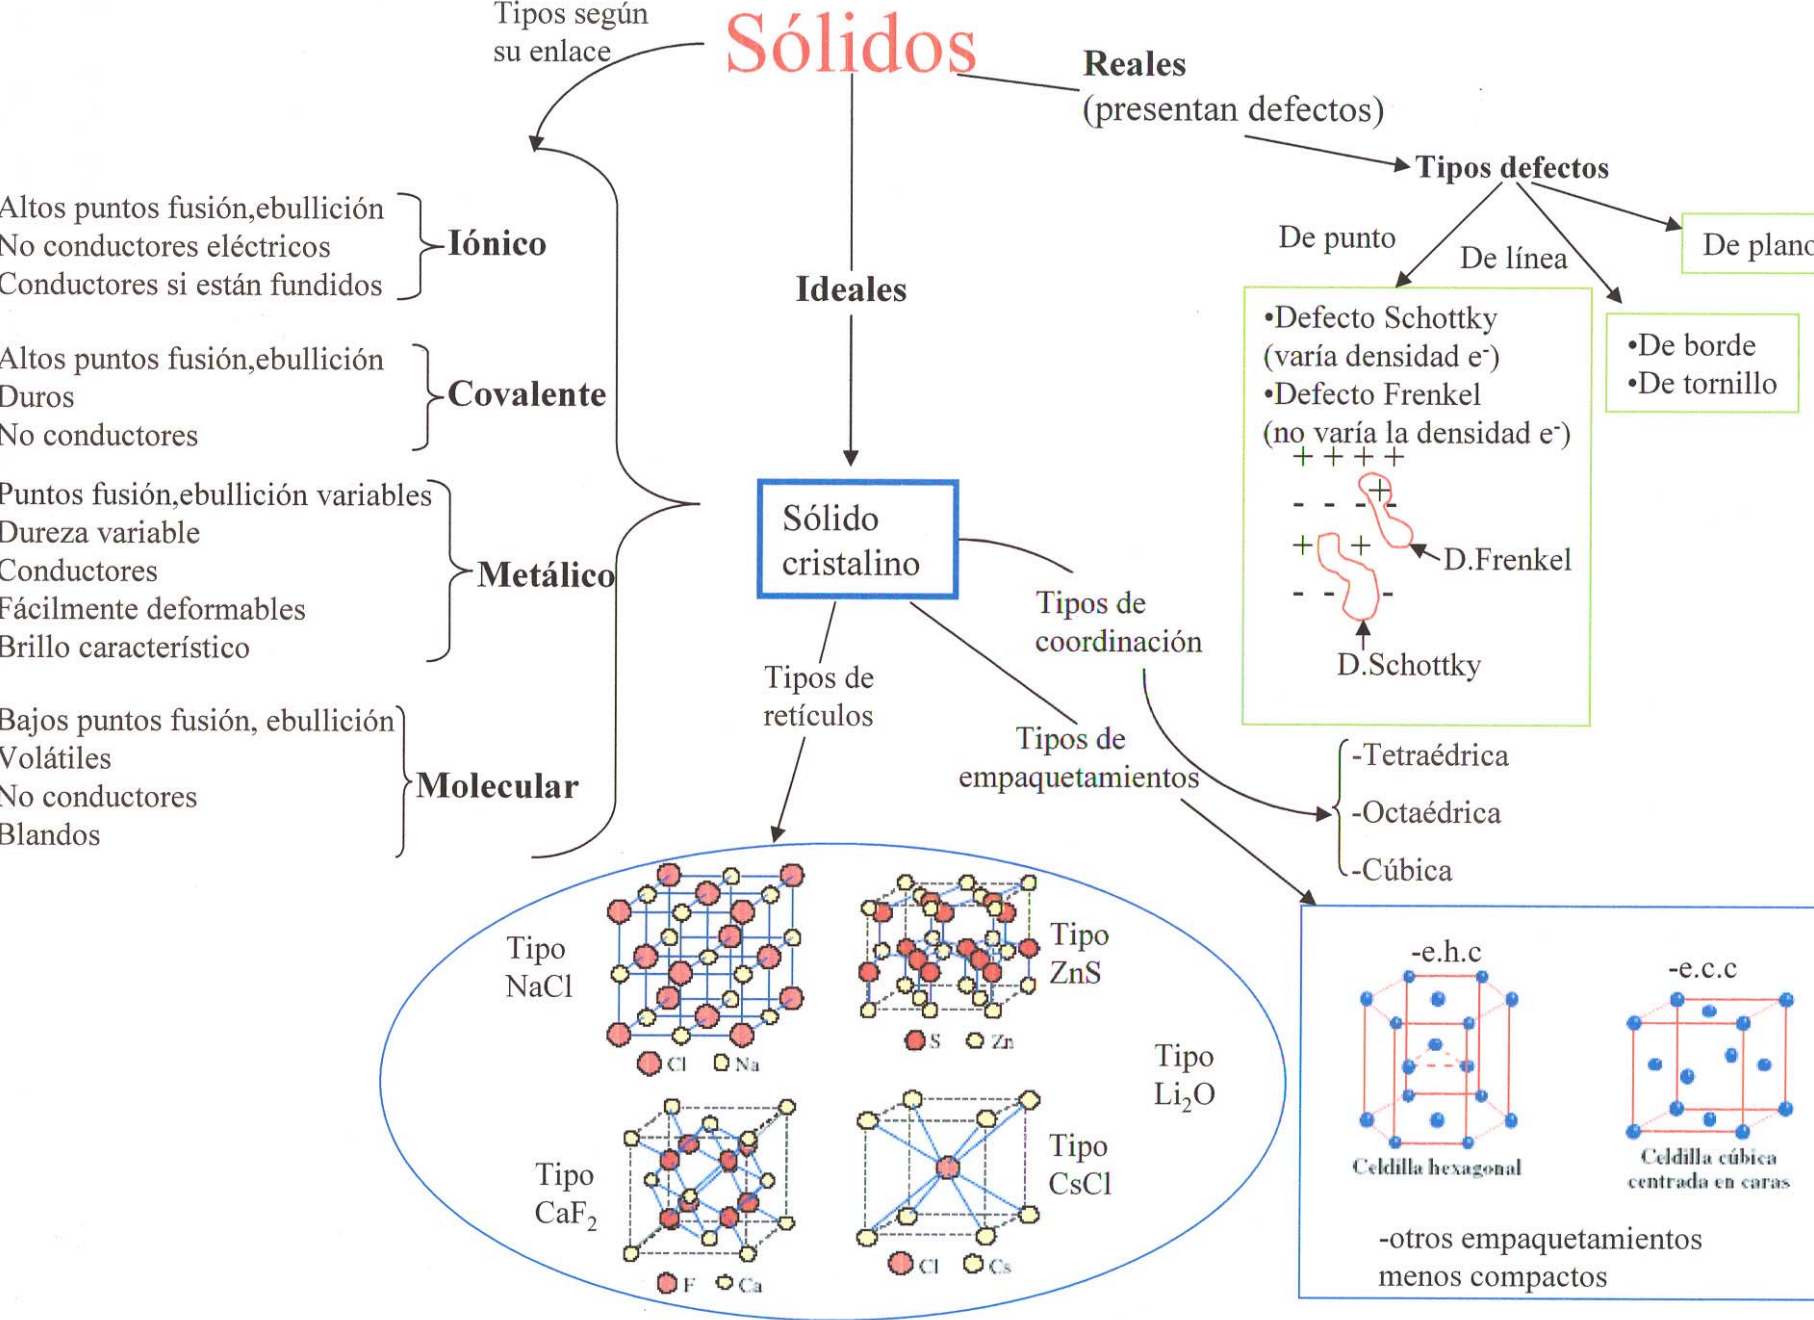 Tipos según
su enlace
Sólidos
Reales
(presentan defectos)
Tipos defectos
De punto
De línea
De plano
•Defecto Schottky
(varía densidad e⁻)
•Defecto Frenkel
(no varía la densidad e⁻)
+ + + +
+
- - - -
+ +
D.Frenkel
- - -
D.Schottky
•De borde
•De tornillo
Altos puntos fusión,ebullición
No conductores eléctricos
Conductores si están fundidos
Iónico
Altos puntos fusión,ebullición
Duros
No conductores
Covalente
Puntos fusión,ebullición variables
Dureza variable
Conductores
Fácilmente deformables
Brillo característico
Metálico
Bajos puntos fusión, ebullición
Volátiles
No conductores
Blandos
Molecular
Ideales
Sólido
cristalino
Tipos de
retículos
Tipos de
empaquetamientos
Tipos de
coordinación
-Tetraédrica
-Octaédrica
-Cúbica
Tipo
NaCl
Cl Na
Tipo
ZnS
S Zn
Tipo
Li₂O
Tipo
CaF₂
F Ca
Tipo
CsCl
Cl Cs
-e.h.c
Celdilla hexagonal
-e.c.c
Celdilla cúbica
centrada en caras
-otros empaquetamientos
menos compactos